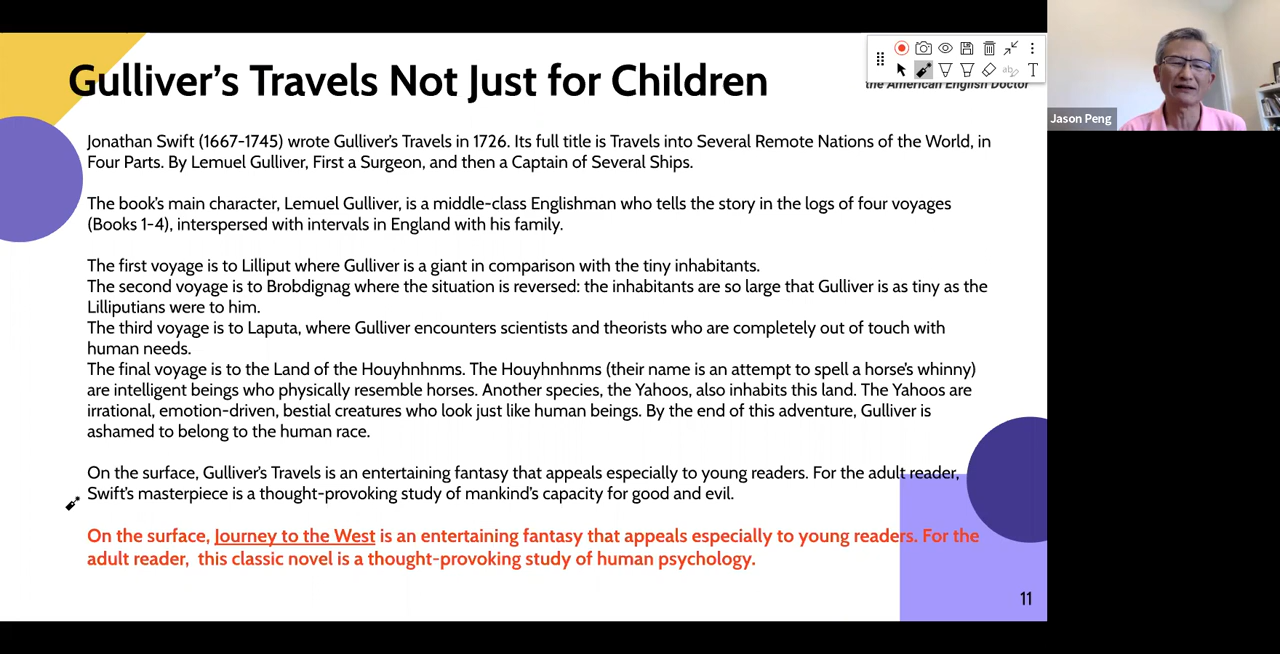 Gulliver's Travels Not Just for Children
the American English Doctor
Jason Peng
Jonathan Swift (1667-1745) wrote Gulliver's Travels in 1726. Its full title is Travels into Several Remote Nations of the World, in
Four Parts. By Lemuel Gulliver, First a Surgeon, and then a Captain of Several Ships.
The book's main character, Lemuel Gulliver, is a middle-class Englishman who tells the story in the logs of four voyages
(Books 1-4), interspersed with intervals in England with his family.
The first voyage is to Lilliput where Gulliver is a giant in comparison with the tiny inhabitants.
The second voyage is to Brobdignag where the situation is reversed: the inhabitants are so large that Gulliver is as tiny as the
Lilliputians were to him.
The third voyage is to Laputa, where Gulliver encounters scientists and theorists who are completely out of touch with
human needs.
The final voyage is to the Land of the Houyhnhnms. The Houyhnhnms (their name is an attempt to spell a horse's whinny)
are intelligent beings who physically resemble horses. Another species, the Yahoos, also inhabits this land. The Yahoos are
irrational, emotion-driven, bestial creatures who look just like human beings. By the end of this adventure, Gulliver is
ashamed to belong to the human race.
On the surface, Gulliver's Travels is an entertaining fantasy that appeals especially to young readers. For the adult reader,
Swift's masterpiece is a thought-provoking study of mankind's capacity for good and evil.
On the surface, Journey to the West is an entertaining fantasy that appeals especially to young readers. For the
adult reader, this classic novel is a thought-provoking study of human psychology.
11